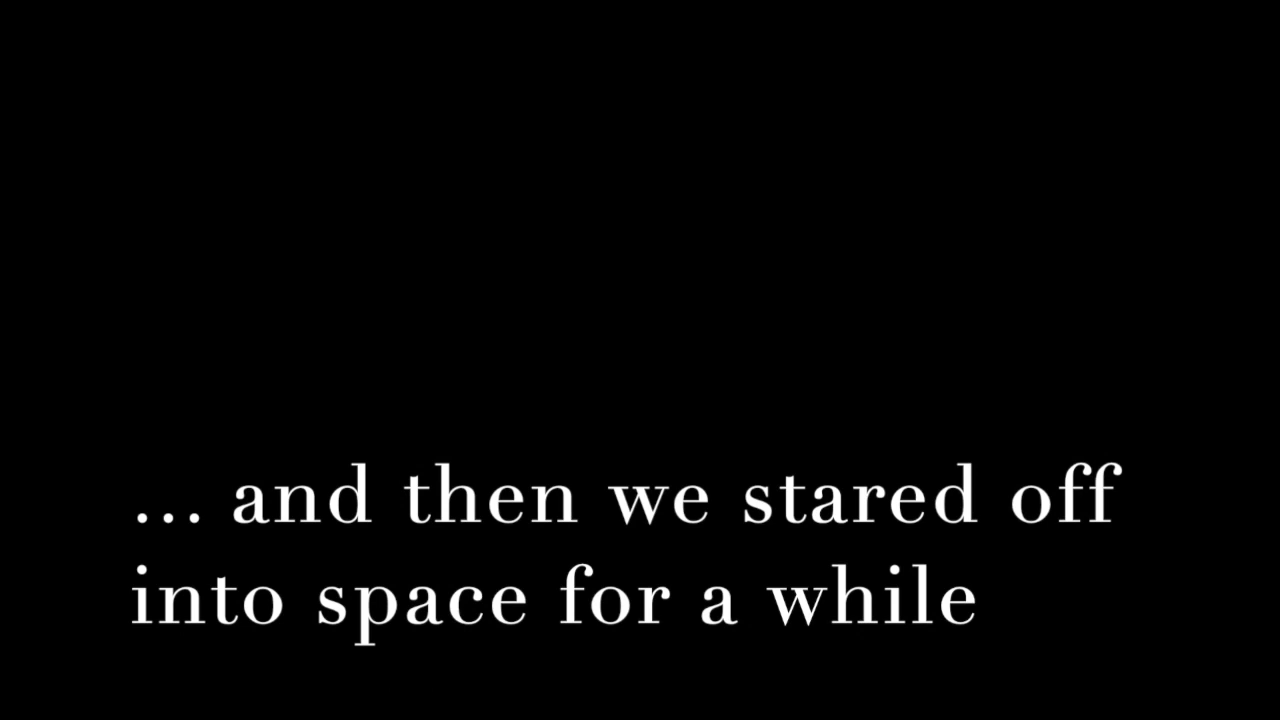 ... and then we stared off
into space for a while